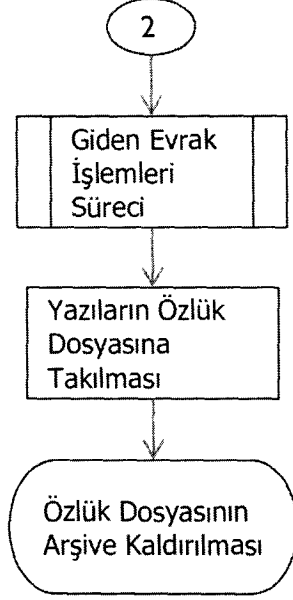 2
Giden Evrak
İşlemleri
Süreci
Yazıların Özlük
Dosyasına
Takılması
Özlük Dosyasının
Arşive Kaldırılması